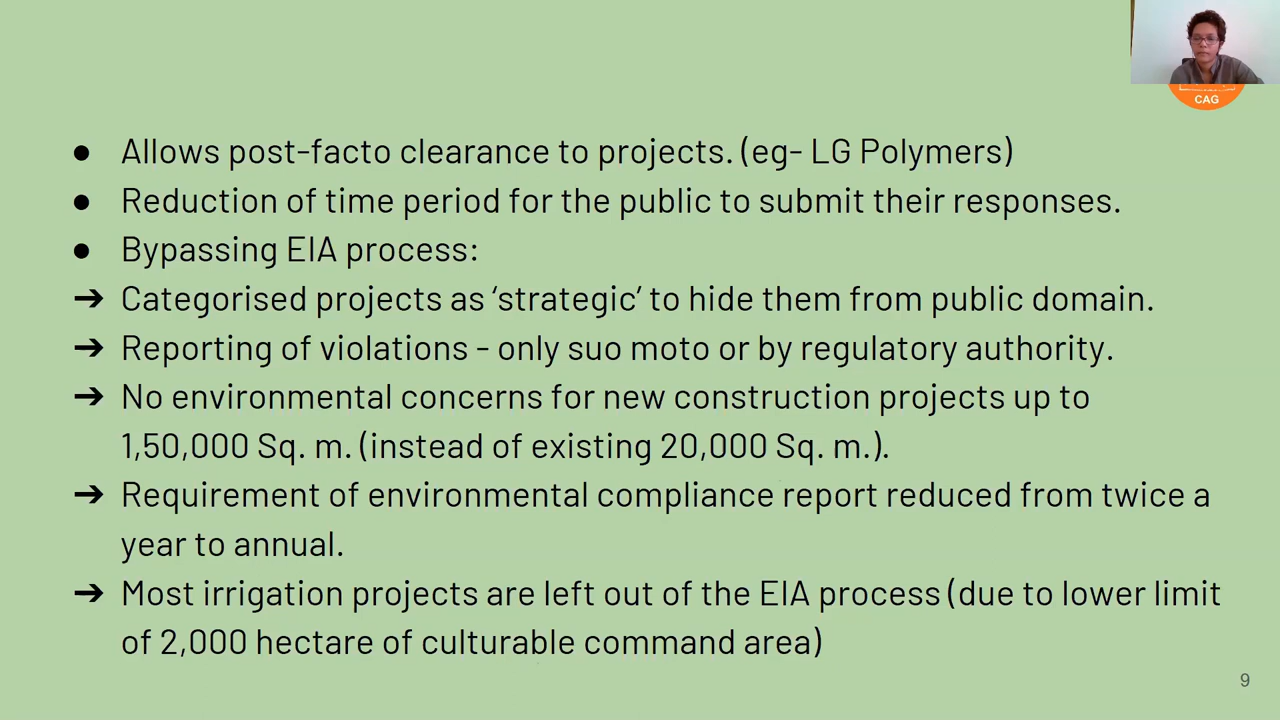 CAG
● Allows post-facto clearance to projects. (eg- LG Polymers)
● Reduction of time period for the public to submit their responses.
● Bypassing EIA process:
➔ Categorised projects as ‘strategic’ to hide them from public domain.
➔ Reporting of violations - only suo moto or by regulatory authority.
➔ No environmental concerns for new construction projects up to
1,50,000 Sq. m. (instead of existing 20,000 Sq. m.).
➔ Requirement of environmental compliance report reduced from twice a
year to annual.
➔ Most irrigation projects are left out of the EIA process (due to lower limit
of 2,000 hectare of culturable command area)
9